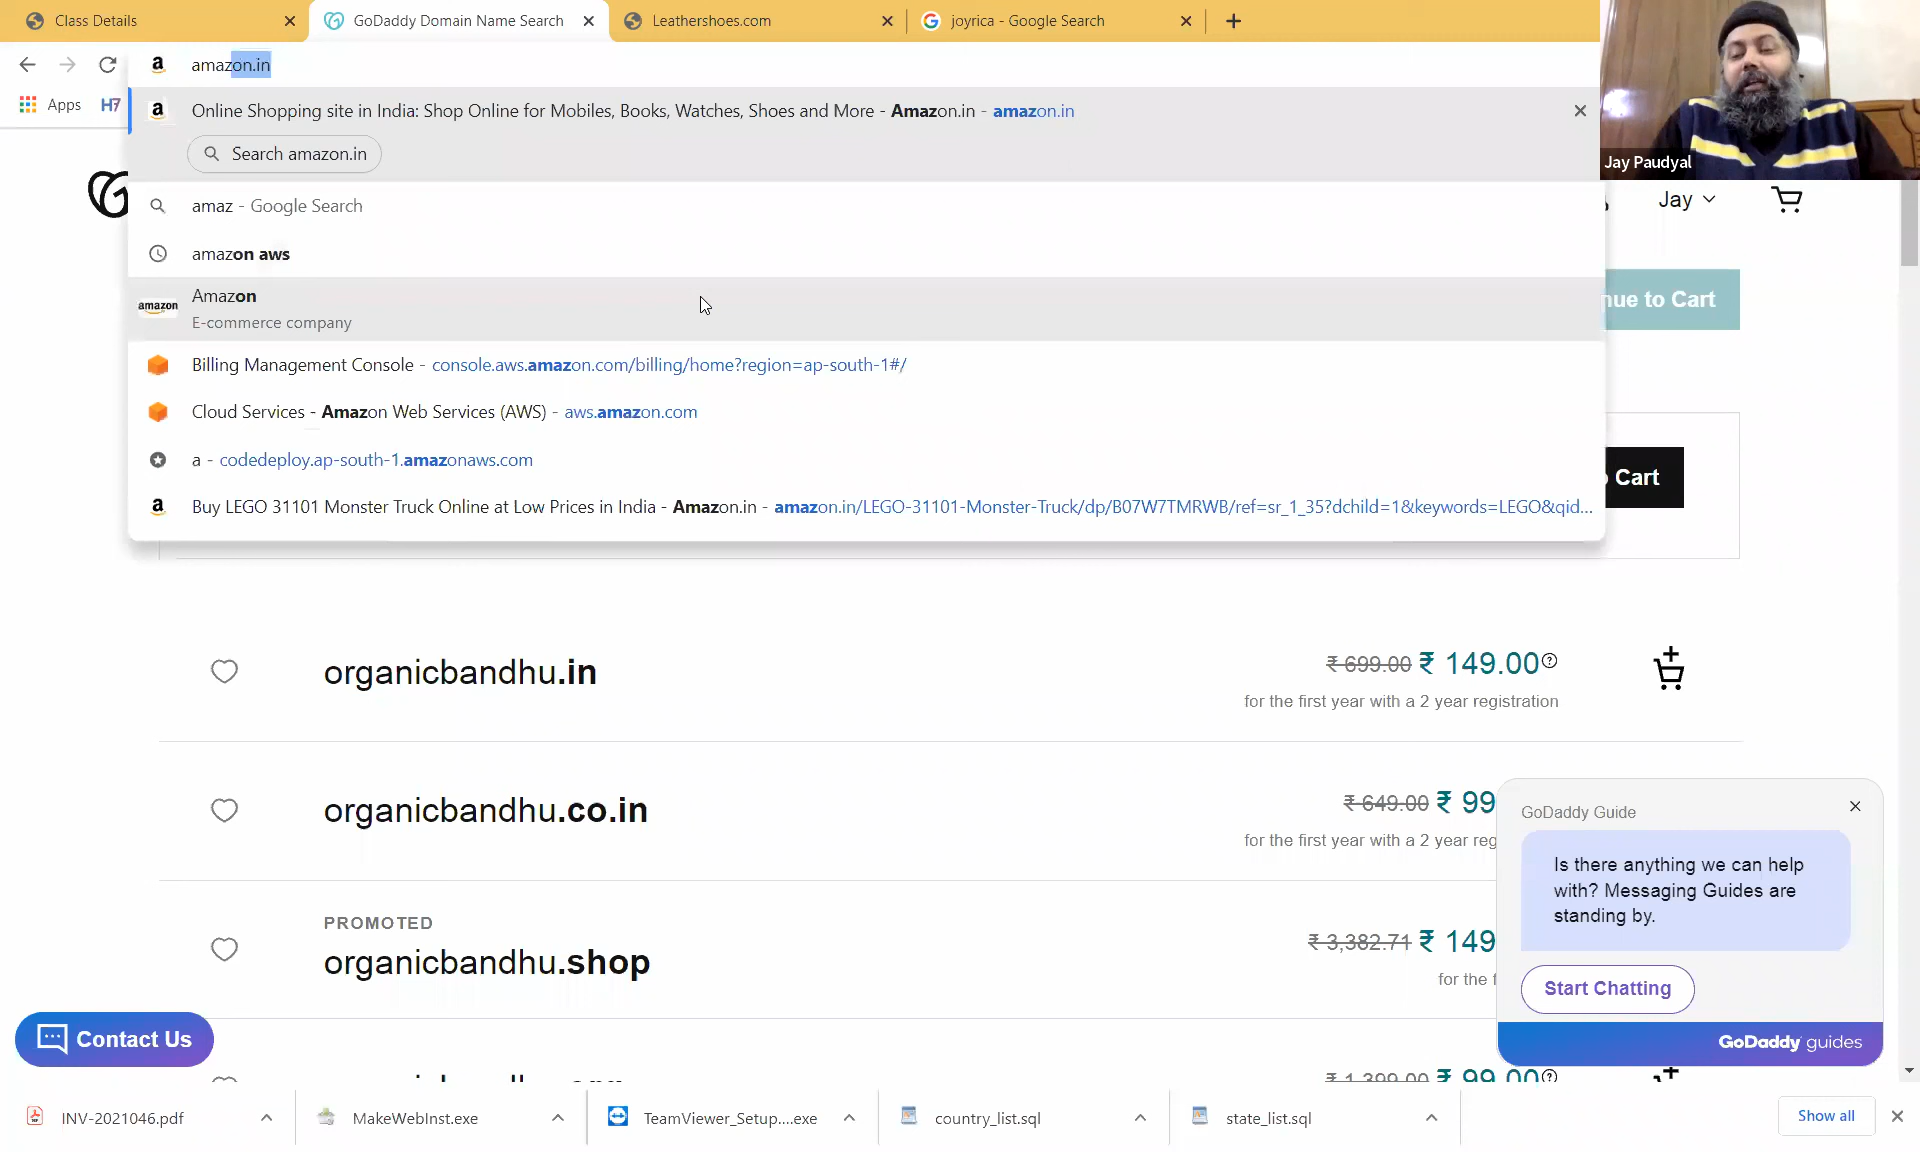 Class Details
GoDaddy Domain Name Search
Leathershoes.com
joyrica - Google Search
amazon.in
Apps
Online Shopping site in India: Shop Online for Mobiles, Books, Watches, Shoes and More - Amazon.in - amazon.in
Search amazon.in
Jay Paudyal
amaz - Google Search
Jay
amazon aws
Amazon
E-commerce company
amazon
nue to Cart
Billing Management Console - console.aws.amazon.com/billing/home?region=ap-south-1#/
Cloud Services - Amazon Web Services (AWS) - aws.amazon.com
a - codedeploy.ap-south-1.amazonaws.com
Cart
Buy LEGO 31101 Monster Truck Online at Low Prices in India - Amazon.in - amazon.in/LEGO-31101-Monster-Truck/dp/B07W7TMRWB/ref=sr_1_35?dchild=1&keywords=LEGO&qid...
organicbandhu.in
₹ 699.00 ₹ 149.00
for the first year with a 2 year registration
organicbandhu.co.in
₹ 649.00 ₹ 99
for the first year with a 2 year reg
PROMOTED
organicbandhu.shop
₹ 3,382.71 ₹ 149
for the f
GoDaddy Guide
Is there anything we can help
with? Messaging Guides are
standing by.
Start Chatting
GoDaddy guides
Contact Us
₹ 1,399.00 ₹ 99.00
INV-2021046.pdf
MakeWebInst.exe
TeamViewer_Setup....exe
country_list.sql
state_list.sql
Show all